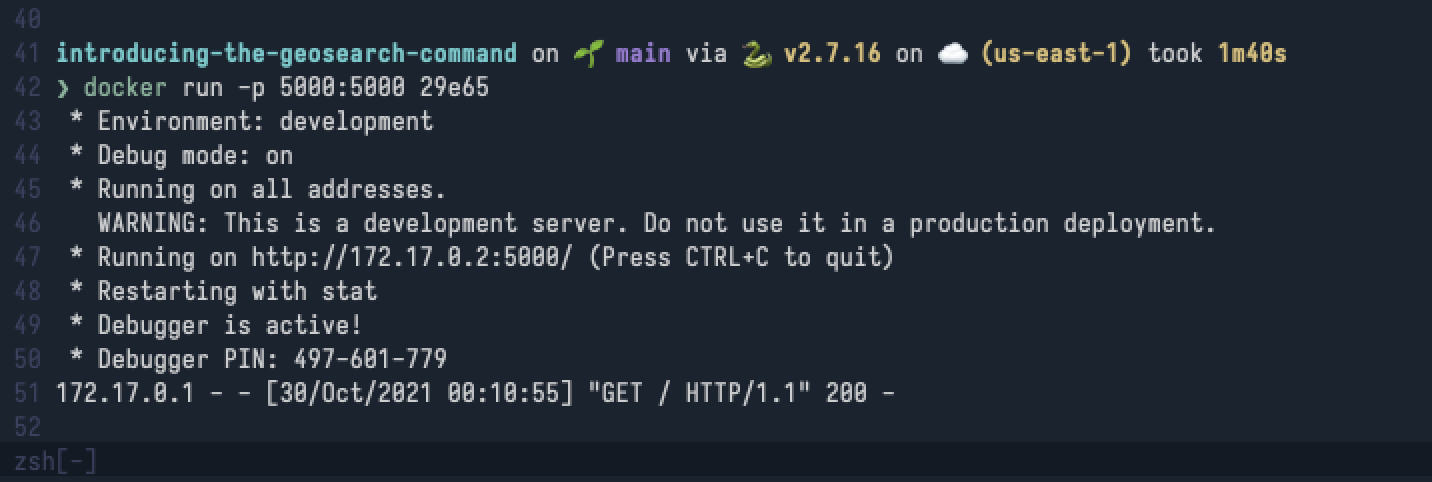 40
41 introducing-the-geosearch-command on 🌱 main via 🐍 v2.7.16 on ☁️ (us-east-1) took 1m40s
42 ❯ docker run -p 5000:5000 29e65
43  * Environment: development
44  * Debug mode: on
45  * Running on all addresses.
46    WARNING: This is a development server. Do not use it in a production deployment.
47  * Running on http://172.17.0.2:5000/ (Press CTRL+C to quit)
48  * Restarting with stat
49  * Debugger is active!
50  * Debugger PIN: 497-601-779
51 172.17.0.1 - - [30/Oct/2021 00:10:55] "GET / HTTP/1.1" 200 -
52
zsh[-]